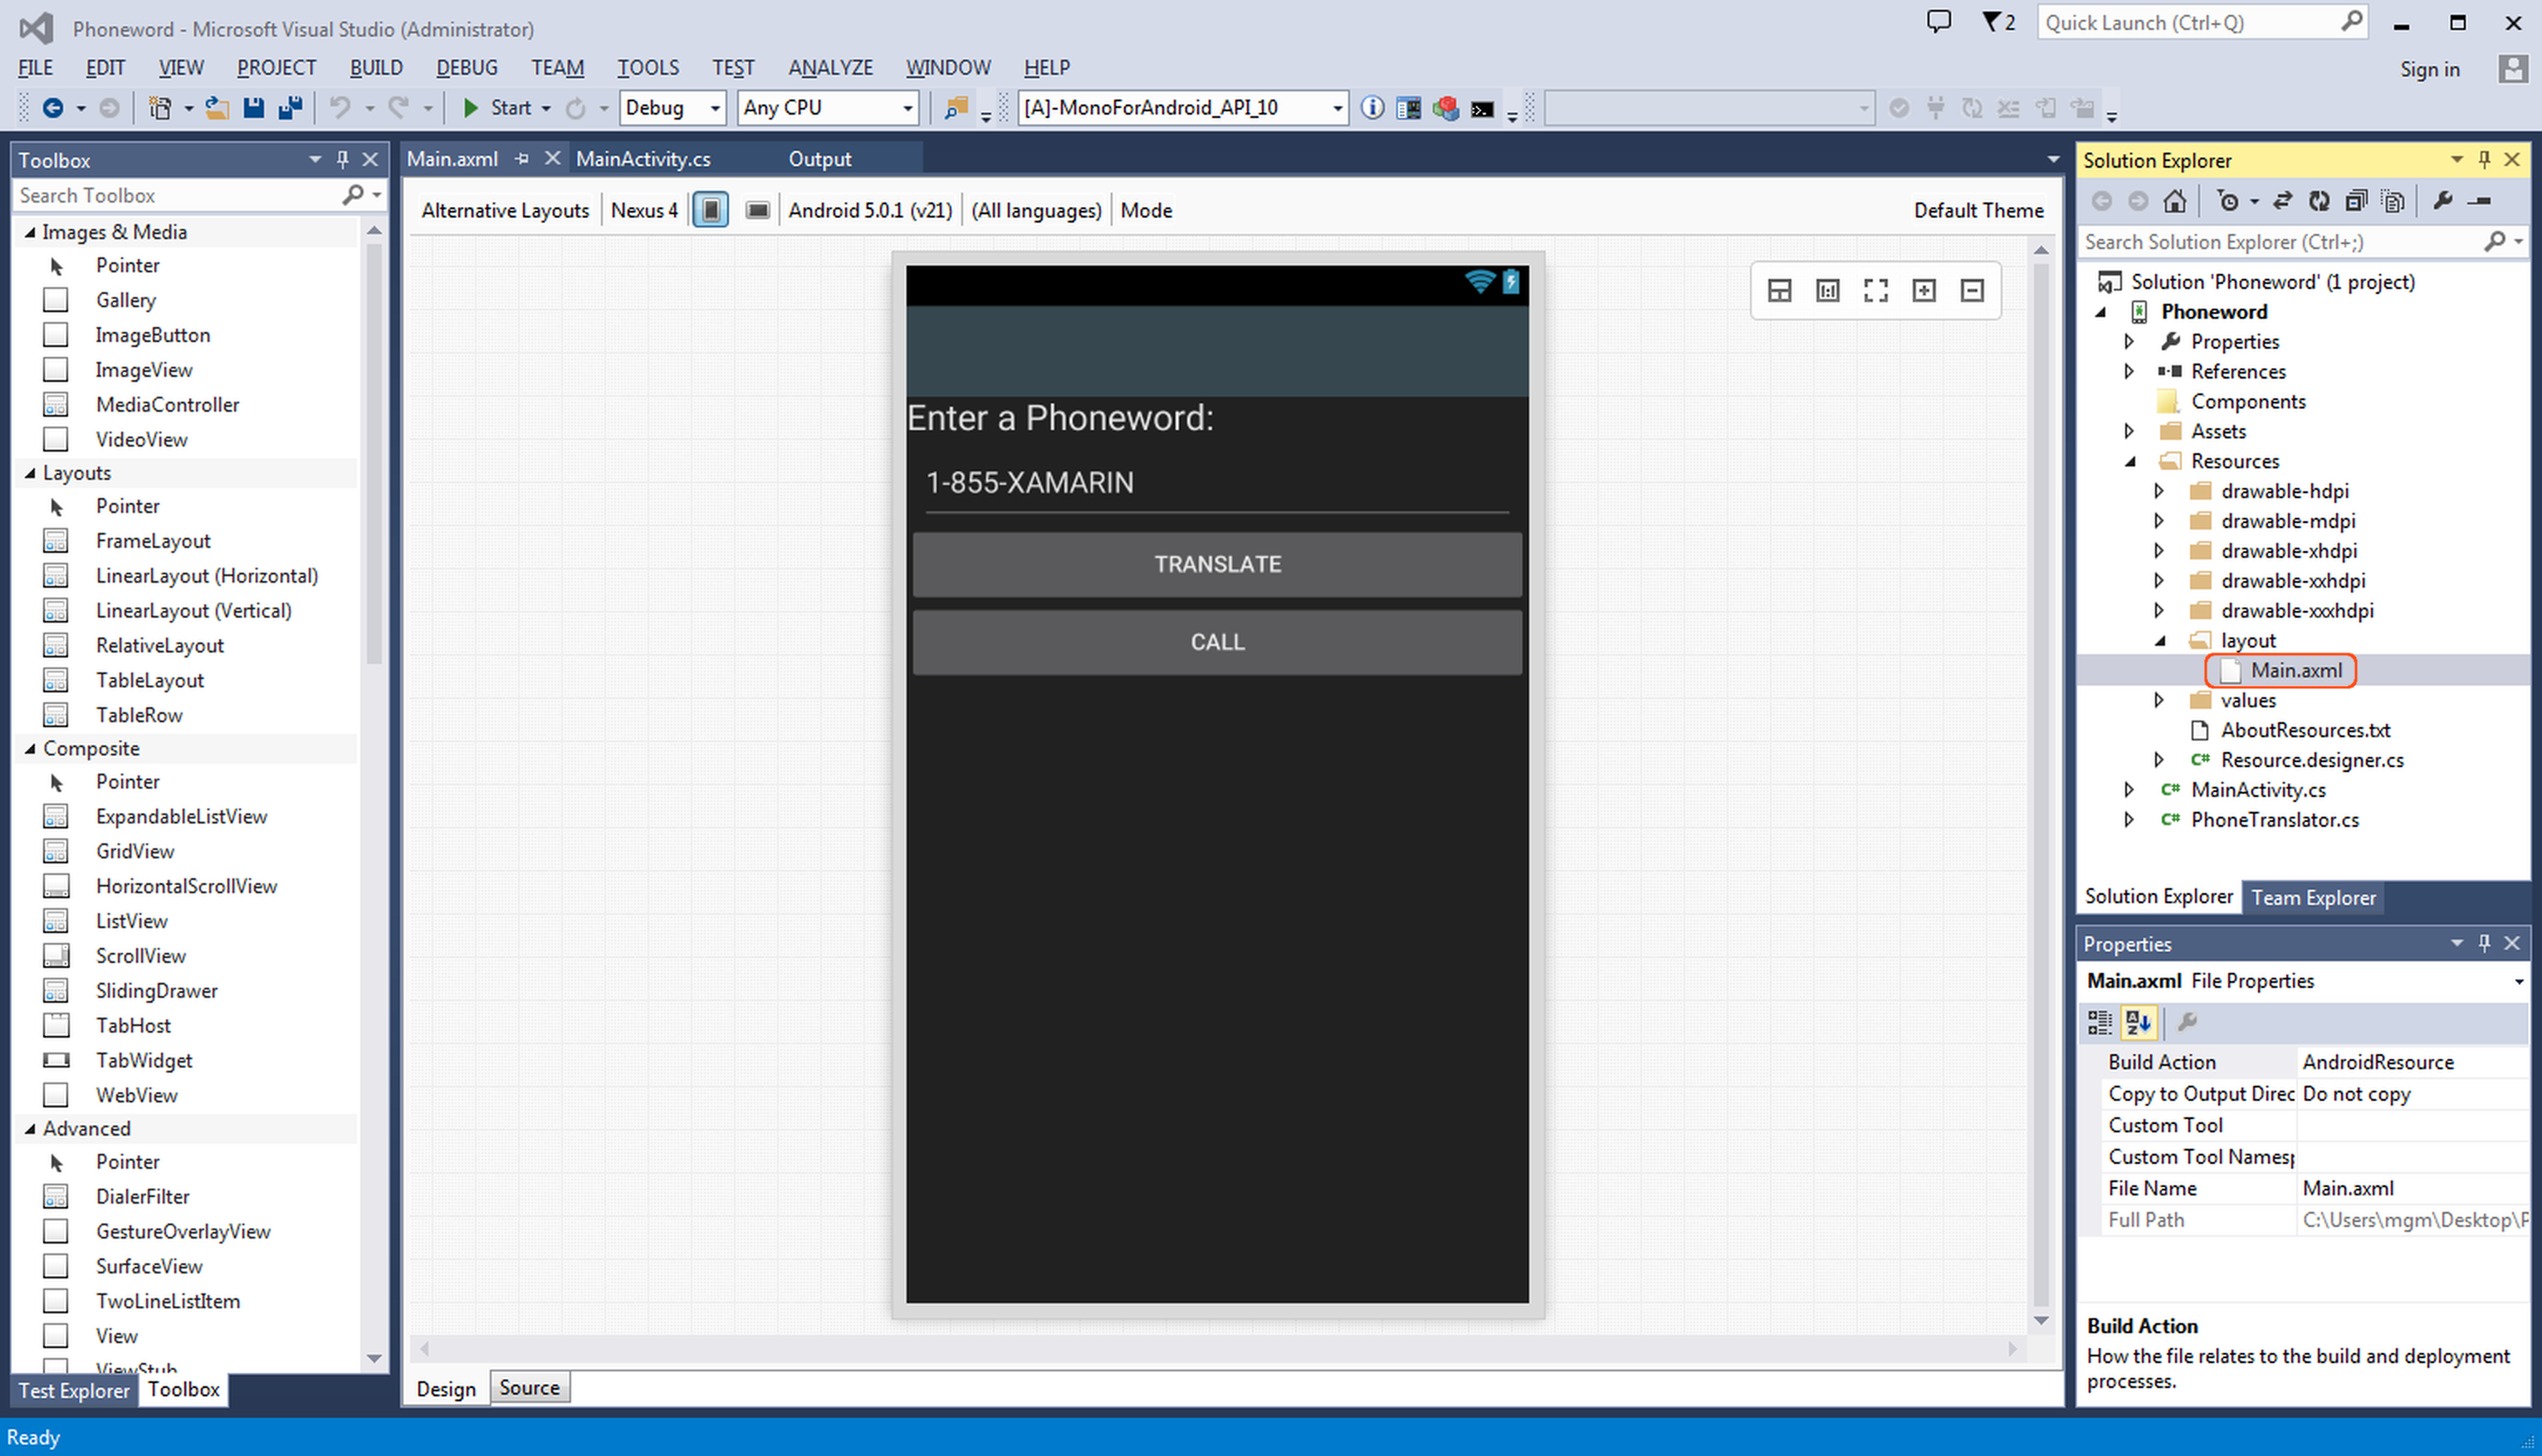 Phoneword - Microsoft Visual Studio (Administrator)
2
Quick Launch (Ctrl+Q)
FILE EDIT VIEW PROJECT BUILD DEBUG TEAM TOOLS TEST ANALYZE WINDOW HELP
Sign in
Start Debug Any CPU [A]-MonoForAndroid_API_10
Toolbox
Search Toolbox
Images & Media
Pointer
Gallery
ImageButton
ImageView
MediaController
VideoView
Layouts
Pointer
FrameLayout
LinearLayout (Horizontal)
LinearLayout (Vertical)
RelativeLayout
TableLayout
TableRow
Composite
Pointer
ExpandableListView
GridView
HorizontalScrollView
ListView
ScrollView
SlidingDrawer
TabHost
TabWidget
WebView
Advanced
Pointer
DialerFilter
GestureOverlayView
SurfaceView
TwoLineListItem
View
ViewStub
Test Explorer Toolbox
Main.axml MainActivity.cs Output
Alternative Layouts Nexus 4 Android 5.0.1 (v21) (All languages) Mode Default Theme
Enter a Phoneword:
1-855-XAMARIN
TRANSLATE
CALL
Design Source
Solution Explorer
Search Solution Explorer (Ctrl+;)
Solution 'Phoneword' (1 project)
Phoneword
Properties
References
Components
Assets
Resources
drawable-hdpi
drawable-mdpi
drawable-xhdpi
drawable-xxhdpi
drawable-xxxhdpi
layout
Main.axml
values
AboutResources.txt
C# Resource.designer.cs
C# MainActivity.cs
C# PhoneTranslator.cs
Solution Explorer Team Explorer
Properties
Main.axml File Properties
Build Action AndroidResource
Copy to Output Direc Do not copy
Custom Tool
Custom Tool Namesp
File Name Main.axml
Full Path C:\Users\mgm\Desktop\P
Build Action
How the file relates to the build and deployment
processes.
Ready